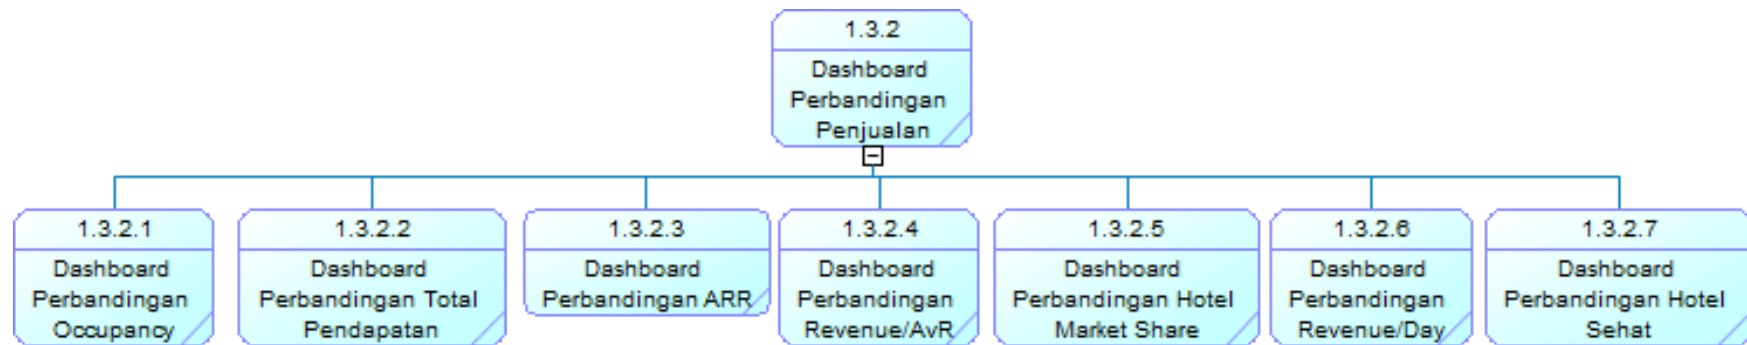 1.3.2
Dashboard
Perbandingan
Penjualan
1.3.2.1
Dashboard
Perbandingan
Occupancy
1.3.2.2
Dashboard
Perbandingan Total
Pendapatan
1.3.2.3
Dashboard
Perbandingan ARR
1.3.2.4
Dashboard
Perbandingan
Revenue/AvR
1.3.2.5
Dashboard
Perbandingan Hotel
Market Share
1.3.2.6
Dashboard
Perbandingan
Revenue/Day
1.3.2.7
Dashboard
Perbandingan Hotel
Sehat